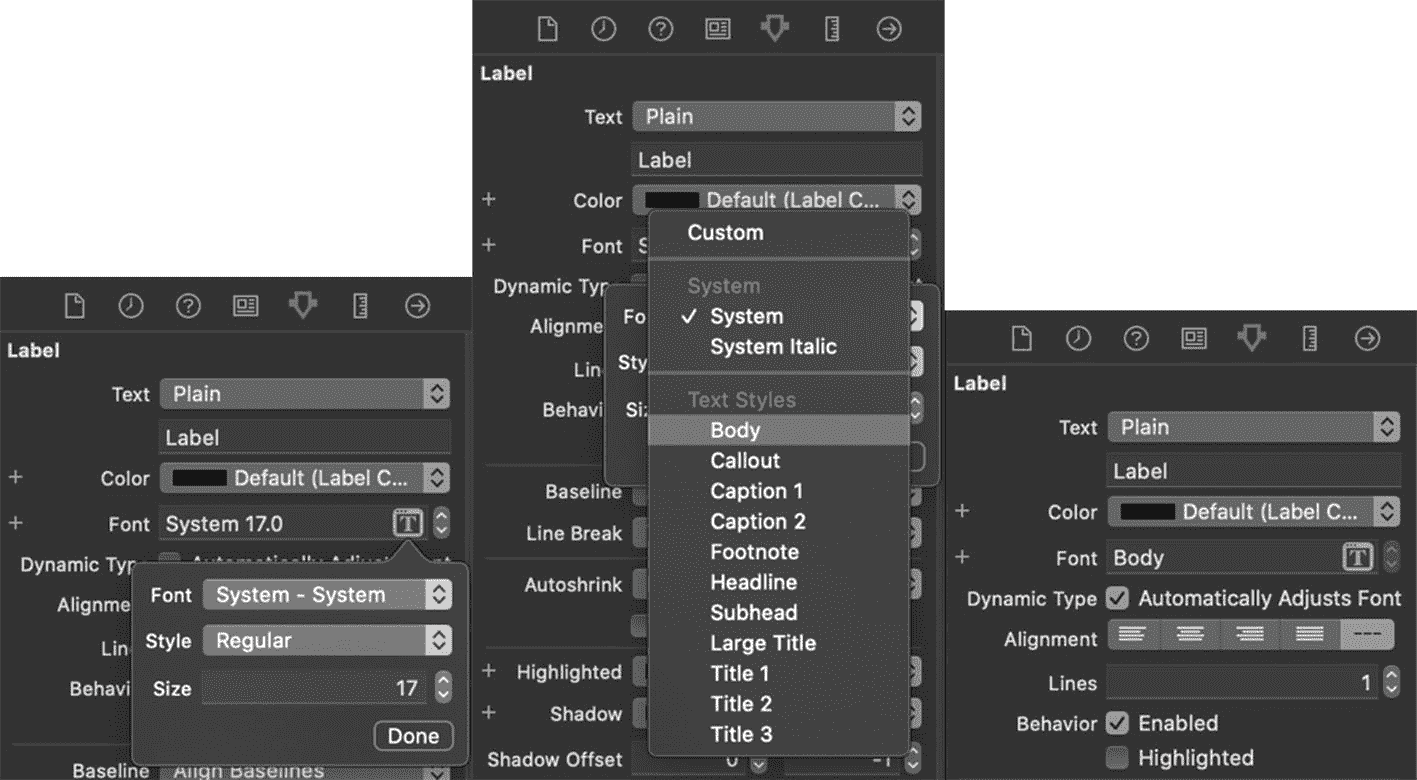 Label
Text Plain
Label
Color Default (Label C...
Font System 17.0
Dynamic Typ
Font System - System
Alignme
Style Regular
Lin
Behavi Size 17
Done
Baseline Align Baselines
Label
Text Plain
Label
Color Default (Label C...
Custom
Font S
System
Dynamic Typ
Fo System
Alignme
System Italic
Lin Sty
Text Styles
Behavi Siz
Body
Callout
Baseline Caption 1
Caption 2
Line Break
Footnote
Autoshrink Headline
Subhead
Large Title
Highlighted Title 1
Shadow Title 2
Title 3
Shadow Offset 0 -1
Label
Text Plain
Label
Color Default (Label C...
Font Body
Dynamic Type Automatically Adjusts Font
Alignment
Lines 1
Behavior Enabled
Highlighted